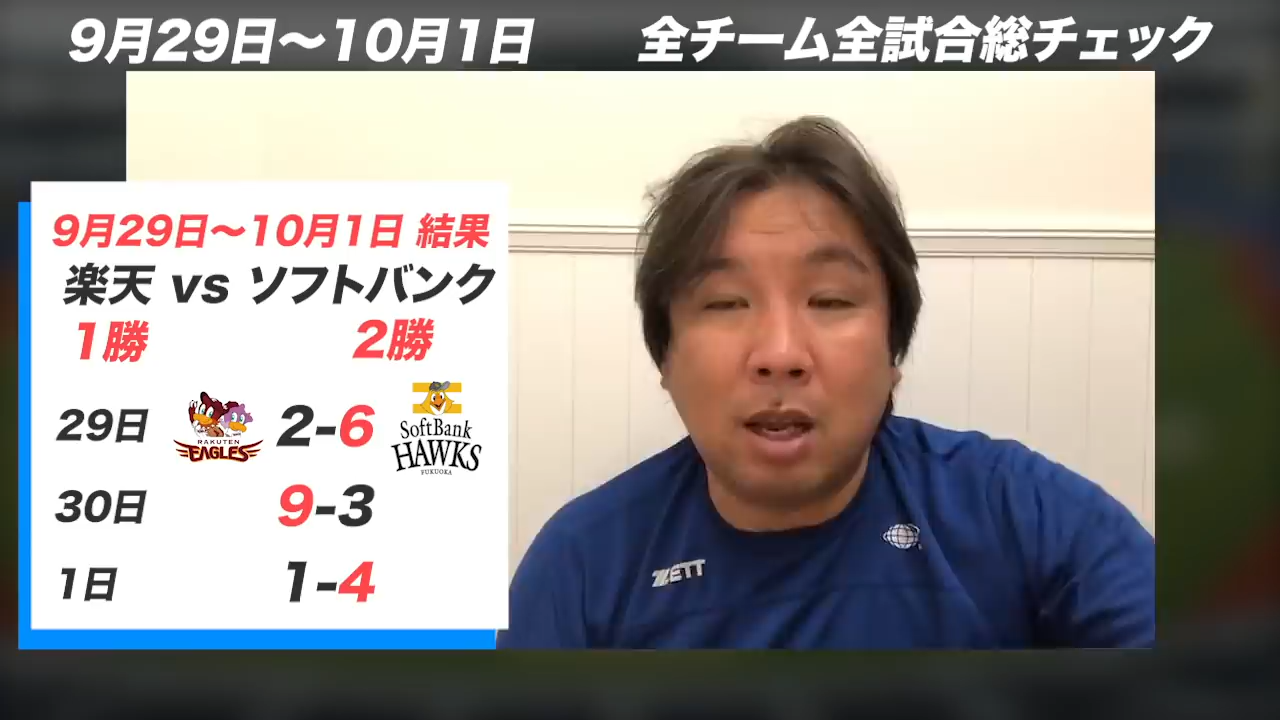 9月29日～10月1日 全チーム全試合総チェック
9月29日～10月1日 結果
楽天 vs ソフトバンク
1勝 2勝
29日 RAKUTEN EAGLES 2-6 SoftBank HAWKS FUKUOKA
30日 9-3
1日 1-4
ZETT